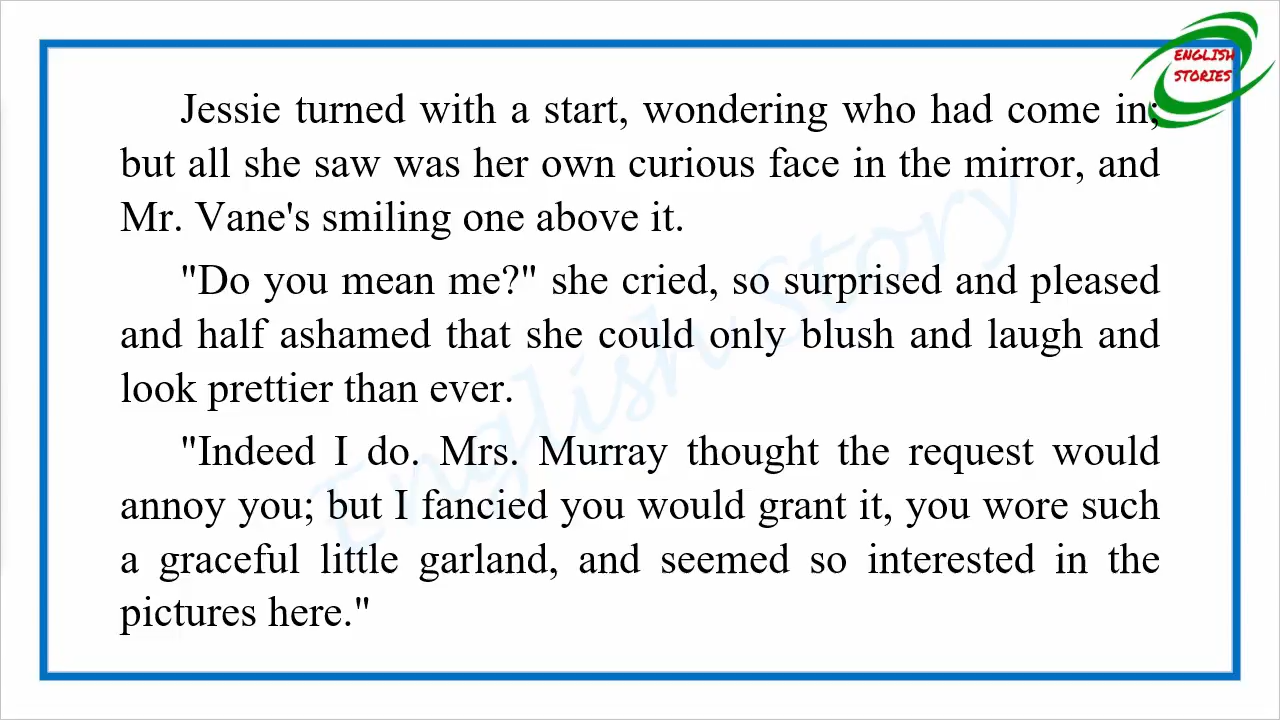 ENGLISH
STORIES
Jessie turned with a start, wondering who had come in;
but all she saw was her own curious face in the mirror, and
Mr. Vane's smiling one above it.
"Do you mean me?" she cried, so surprised and pleased
and half ashamed that she could only blush and laugh and
look prettier than ever.
"Indeed I do. Mrs. Murray thought the request would
annoy you; but I fancied you would grant it, you wore such
a graceful little garland, and seemed so interested in the
pictures here."
English Story